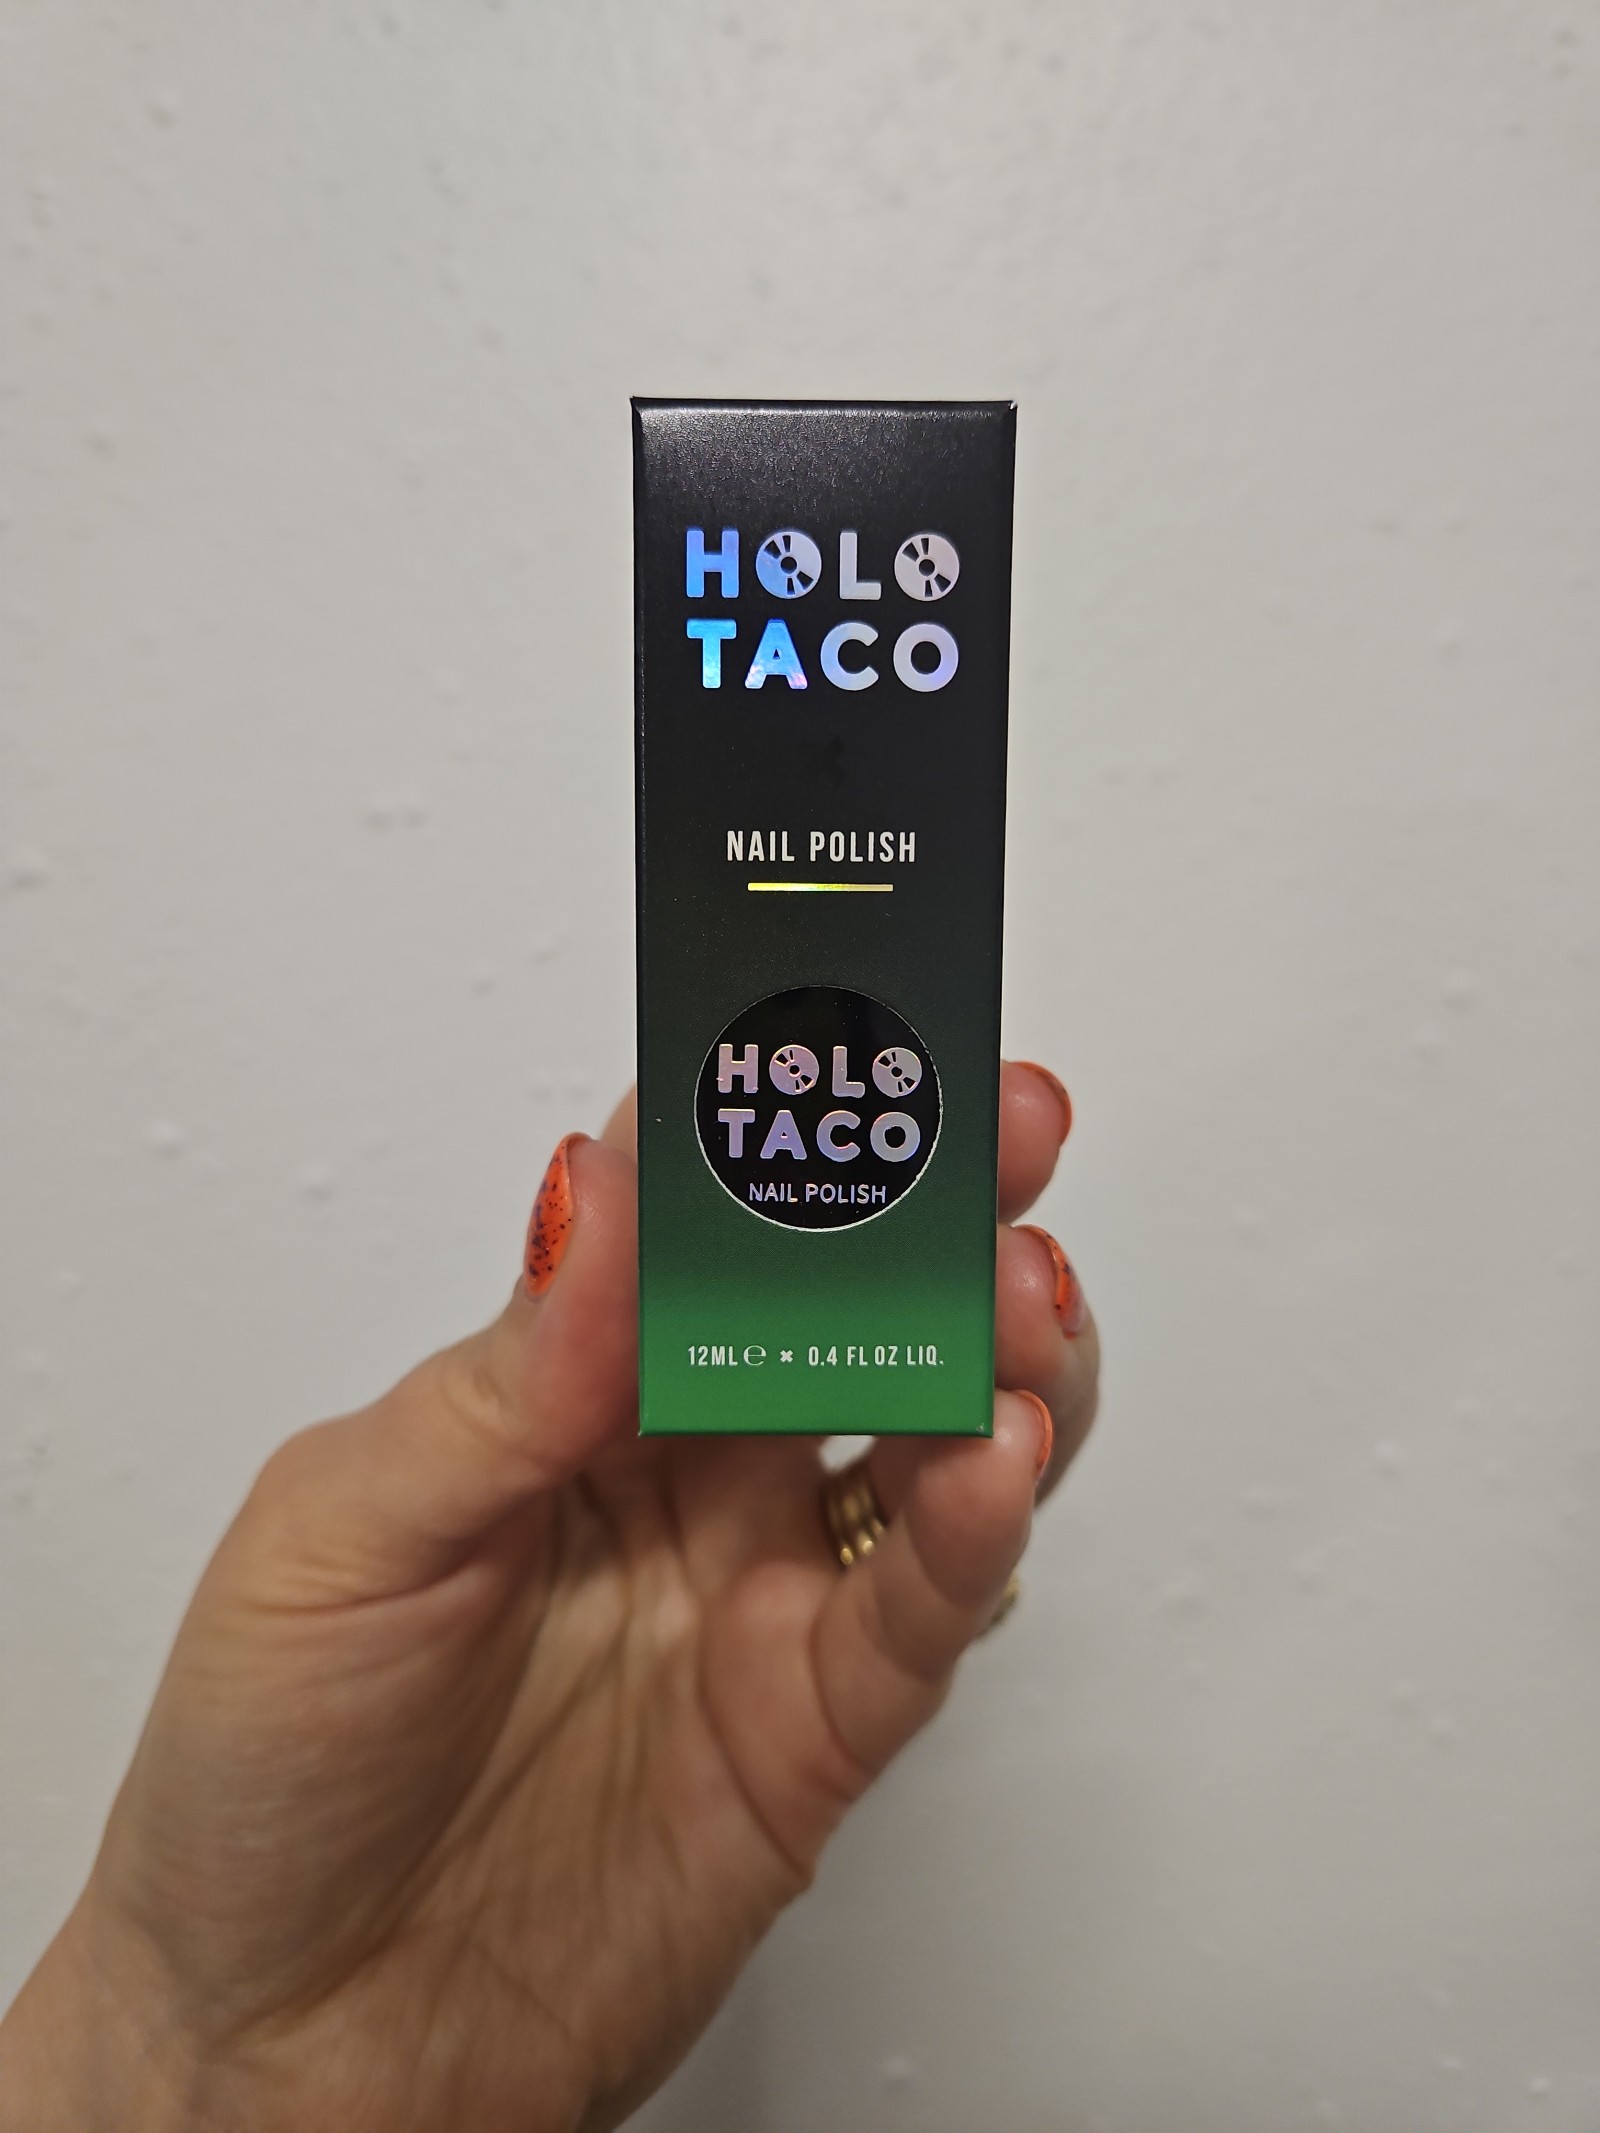 HOLO
TACO
NAIL POLISH
HOLO
TACO
NAIL POLISH
12ML ℮ × 0.4 FL OZ LIQ.